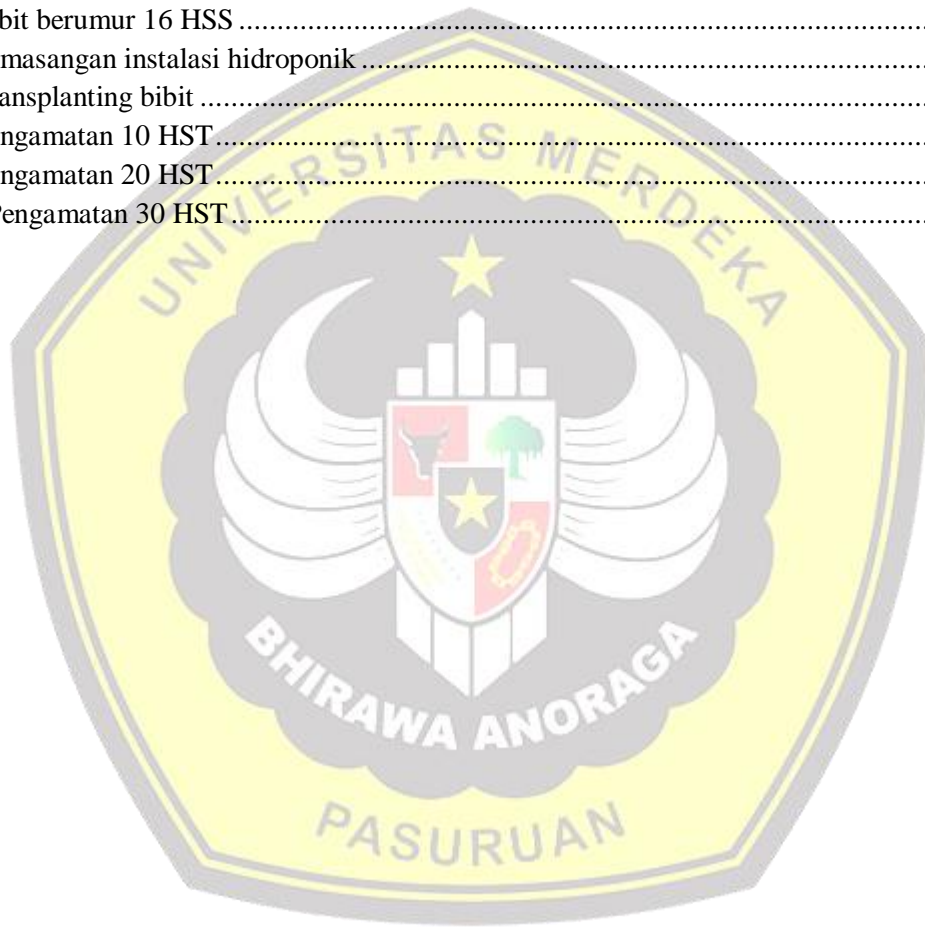 bit berumur 16 HSS ........................................................................................................
masangan instalasi hidroponik ........................................................................................
ansplanting bibit ..............................................................................................................
ngamatan 10 HST ............................................................................................................
ngamatan 20 HST ............................................................................................................
Pengamatan 30 HST .........................................................................................................
UNIVERSITAS MERDEKA
BHIRAWA ANORAGA
PASURUAN